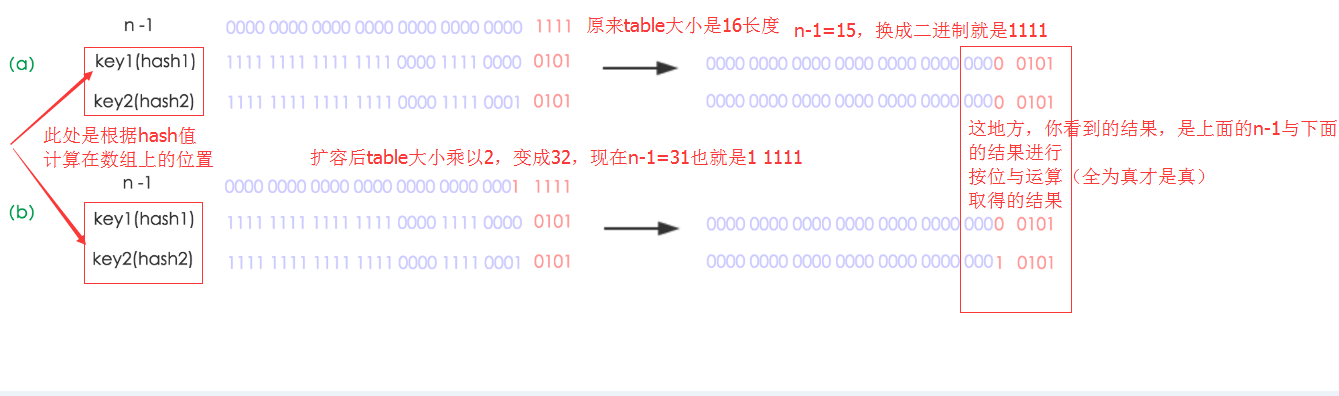 n -1 0000 0000 0000 0000 0000 0000 0000 1111 原来table大小是16长度 n-1=15，换成二进制就是1111
(a) key1(hash1) 1111 1111 1111 1111 0000 1111 0000 0101 0000 0000 0000 0000 0000 0000 0000 0101
key2(hash2) 1111 1111 1111 1111 0000 1111 0001 0101 0000 0000 0000 0000 0000 0000 0000 0101
此处是根据hash值
计算在数组上的位置
这地方，你看到的结果，是上面的n-1与下面
的结果进行
按位与运算（全为真才是真）
取得的结果
扩容后table大小乘以2，变成32，现在n-1=31也就是1 1111
n -1 0000 0000 0000 0000 0000 0000 0001 1111
(b) key1(hash1) 1111 1111 1111 1111 0000 1111 0000 0101 0000 0000 0000 0000 0000 0000 0000 0101
key2(hash2) 1111 1111 1111 1111 0000 1111 0001 0101 0000 0000 0000 0000 0000 0000 0001 0101